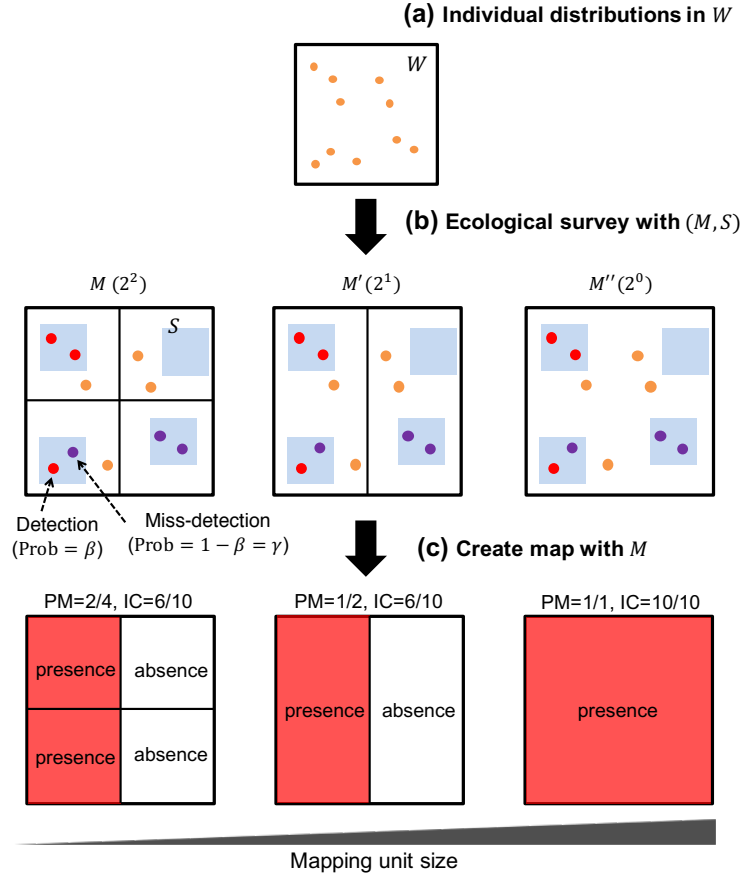 (a) Individual distributions in W
W
(b) Ecological survey with (M, S)
M (2²) M′(2¹) M′′(2⁰)
S
Detection
(Prob = β)
Miss-detection
(Prob = 1 − β = γ)
(c) Create map with M
PM=2/4, IC=6/10 PM=1/2, IC=6/10 PM=1/1, IC=10/10
presence absence
presence absence
presence absence
presence
Mapping unit size